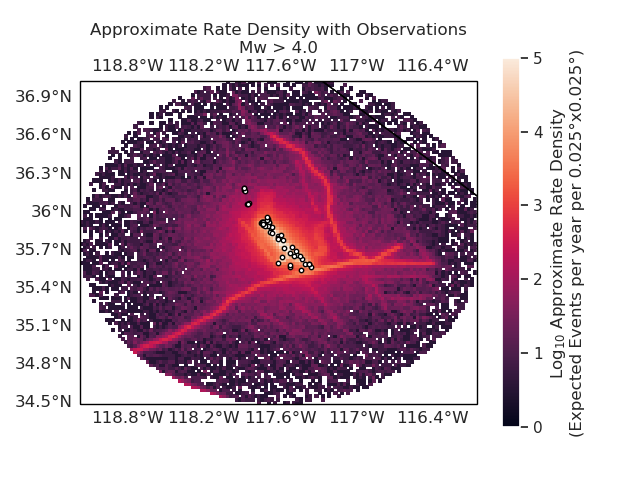 Approximate Rate Density with Observations
Mw > 4.0
118.8°W 118.2°W 117.6°W 117°W 116.4°W
36.9°N
36.6°N
36.3°N
36°N
35.7°N
35.4°N
35.1°N
34.8°N
34.5°N
118.8°W 118.2°W 117.6°W 117°W 116.4°W
5
4
3
2
1
0
Log₁₀ Approximate Rate Density
(Expected Events per year per 0.025°x0.025°)